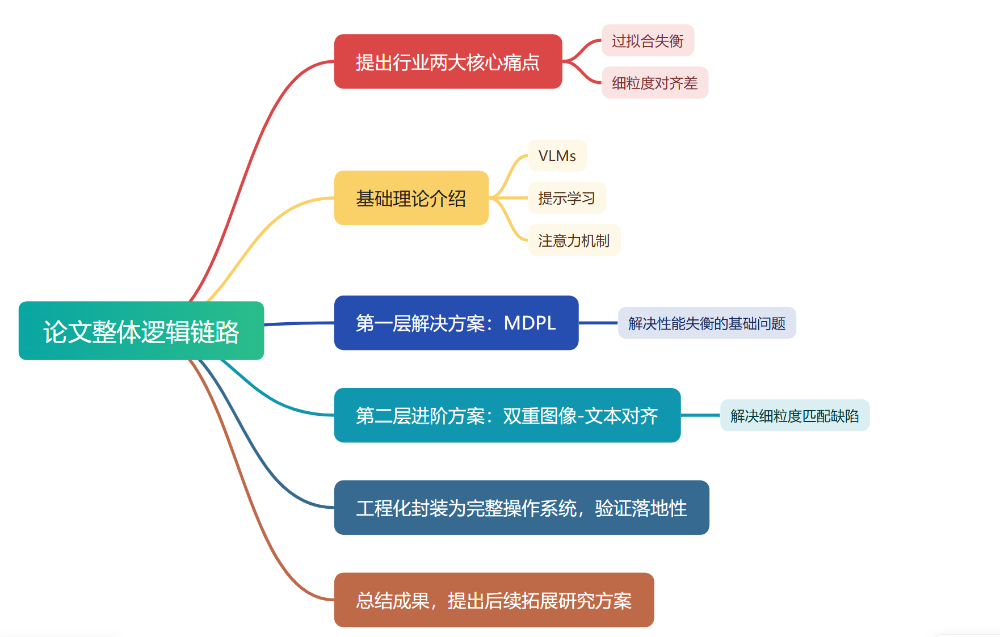 论文整体逻辑链路
提出行业两大核心痛点
过拟合失衡
细粒度对齐差
基础理论介绍
VLMs
提示学习
注意力机制
第一层解决方案：MDPL
解决性能失衡的基础问题
第二层进阶方案：双重图像-文本对齐
解决细粒度匹配缺陷
工程化封装为完整操作系统，验证落地性
总结成果，提出后续拓展研究方案